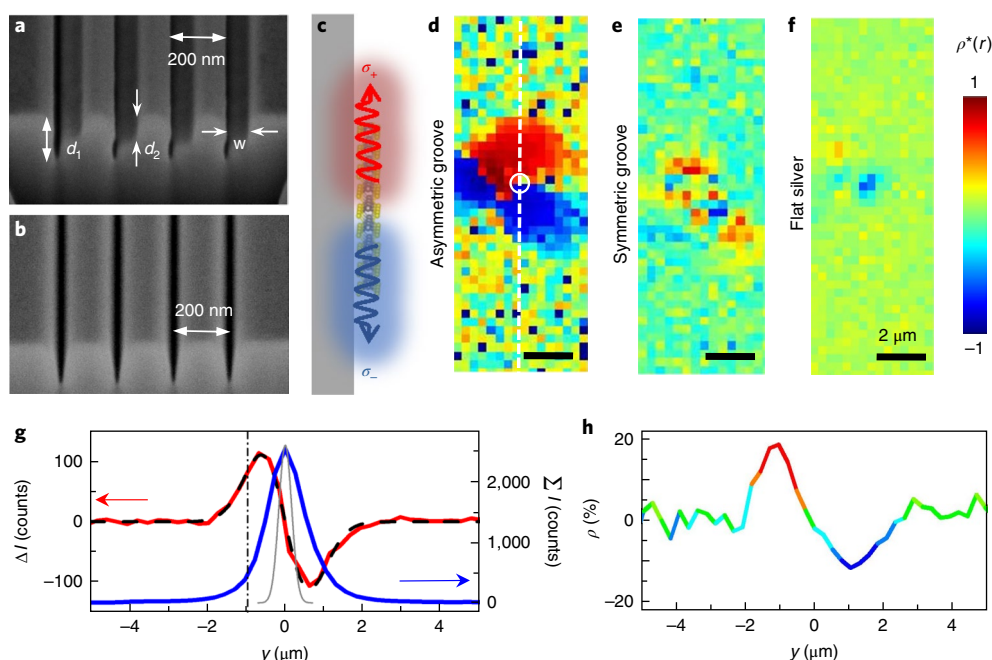 a
200 nm
d1
d2
w
b
200 nm
c
σ+
σ−
d
Asymmetric groove
e
Symmetric groove
f
Flat silver
2 μm
ρ*(r)
1
−1
g
Δ I (counts)
100
0
−100
−4
−2
0
2
4
y (μm)
2,000
1,000
0
∑ I (counts)
h
ρ (%)
20
0
−20
−4
−2
0
2
4
y (μm)